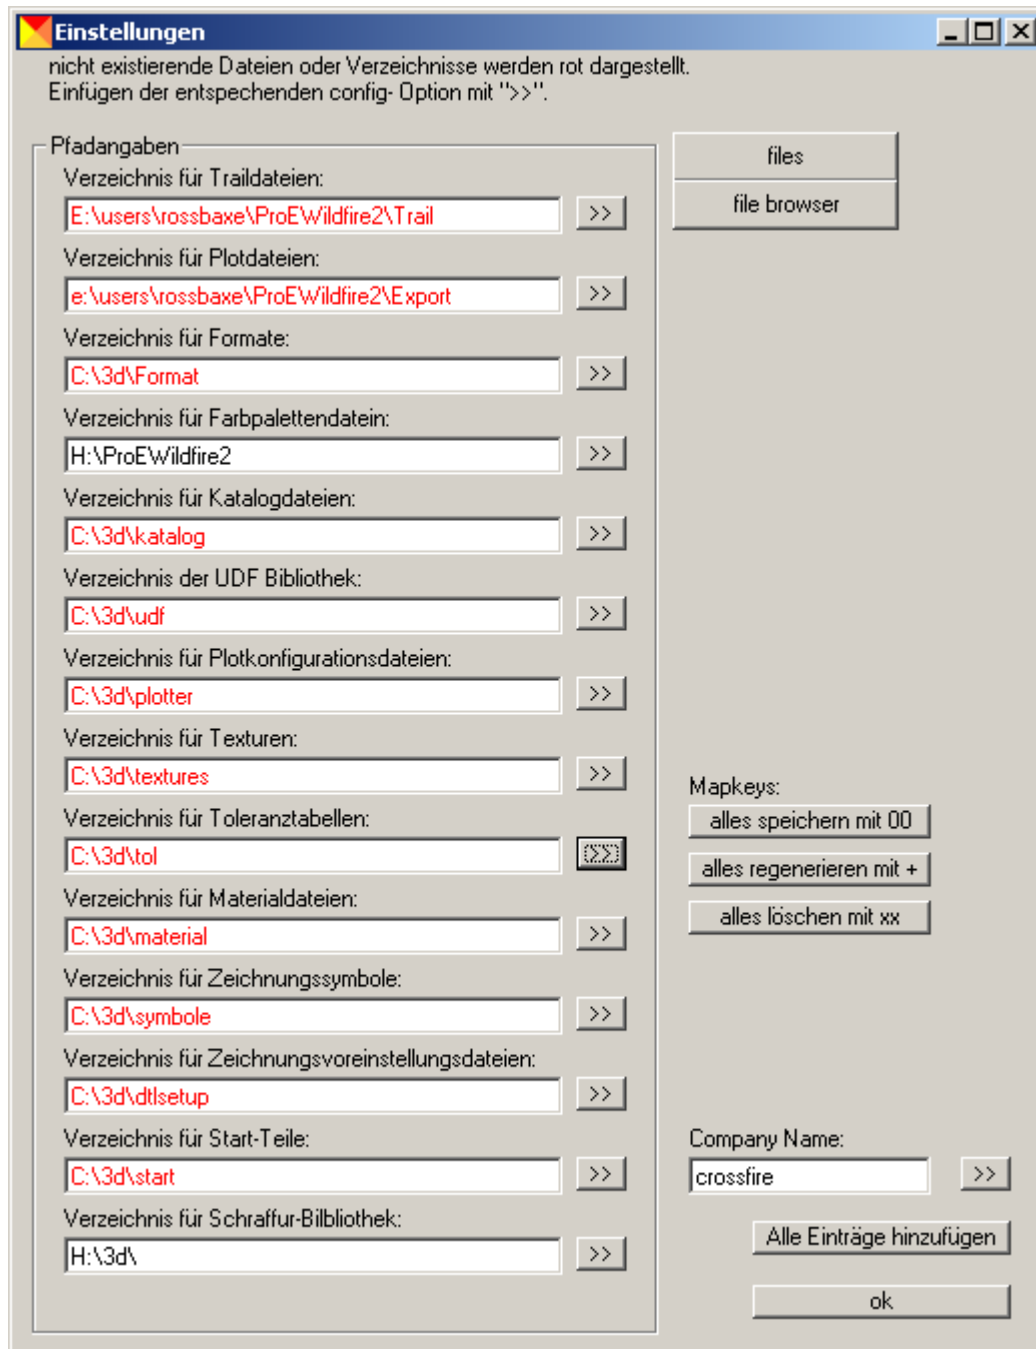 Einstellungen
nicht existierende Dateien oder Verzeichnisse werden rot dargestellt.
Einfügen der entspechenden config- Option mit ">>".
Pfadangaben
Verzeichnis für Traildateien:
E:\users\rossbaxe\ProEWildfire2\Trail >>
Verzeichnis für Plotdateien:
e:\users\rossbaxe\ProEWildfire2\Export >>
Verzeichnis für Formate:
C:\3d\Format >>
Verzeichnis für Farbpalettendatein:
H:\ProEWildfire2 >>
Verzeichnis für Katalogdateien:
C:\3d\katalog >>
Verzeichnis der UDF Bibliothek:
C:\3d\udf >>
Verzeichnis für Plotkonfigurationsdateien:
C:\3d\plotter >>
Verzeichnis für Texturen:
C:\3d\textures >>
Verzeichnis für Toleranztabellen:
C:\3d\tol >>
Verzeichnis für Materialdateien:
C:\3d\material >>
Verzeichnis für Zeichnungssymbole:
C:\3d\symbole >>
Verzeichnis für Zeichnungsvoreinstellungsdateien:
C:\3d\dtlsetup >>
Verzeichnis für Start-Teile:
C:\3d\start >>
Verzeichnis für Schraffur-Bilbliothek:
H:\3d\ >>
files
file browser
Mapkeys:
alles speichern mit 00
alles regenerieren mit +
alles löschen mit xx
Company Name:
crossfire >>
Alle Einträge hinzufügen
ok